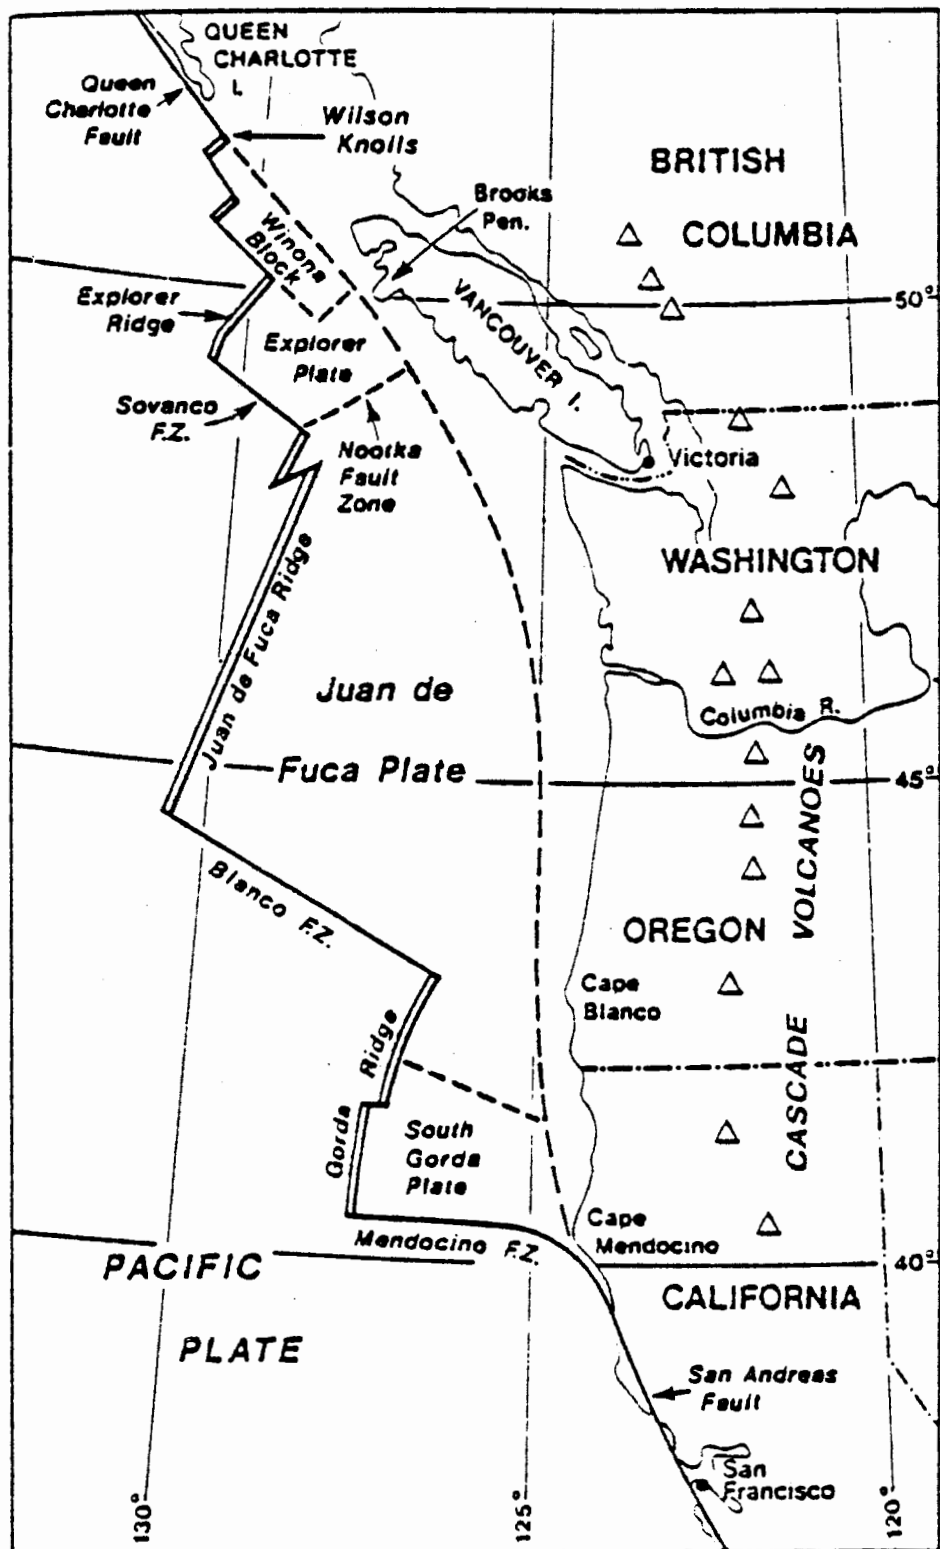 QUEEN
CHARLOTTE
I.
Queen
Charlotte
Fault
Wilson
Knolls
BRITISH
COLUMBIA
Brooks
Pen.
Winona
Block
VANCOUVER I.
50°
Explorer
Ridge
Explorer
Plate
Sovanco
F.Z.
Nootka
Fault
Zone
Victoria
WASHINGTON
Juan de Fuca Ridge
Juan de
Fuca Plate
Columbia R.
45°
CASCADE VOLCANOES
Blanco F.Z.
OREGON
Cape
Blanco
Gorda Ridge
South
Gorda
Plate
Cape
Mendocino
Mendocino F.Z.
40°
PACIFIC
PLATE
CALIFORNIA
San Andreas
Fault
San
Francisco
130°
125°
120°